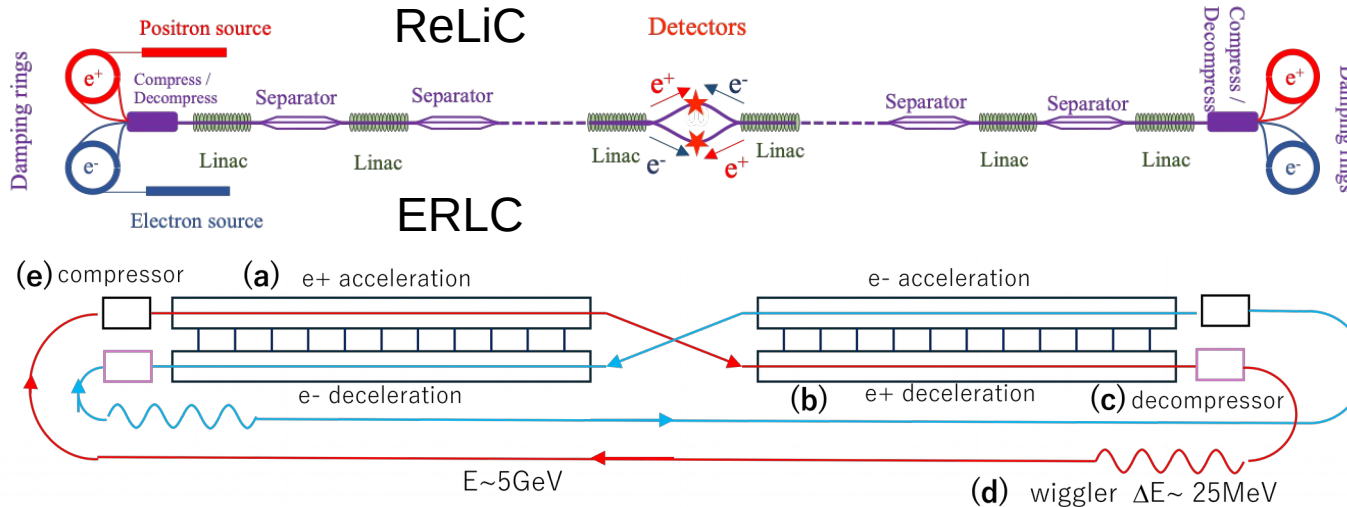 ReLiC
Positron source
Detectors
Damping rings
e⁺
Compress /
Decompress
Separator
Separator
e⁺
e⁻
Separator
Separator
Compress /
Decompress
e⁺
Damping rings
e⁻
Linac
Linac
Linac
e⁻
e⁺
Linac
Linac
Linac
e⁻
Electron source
ERLC
(e) compressor
(a)
e+ acceleration
e- acceleration
e- deceleration
(b)
e+ deceleration
(c) decompressor
E~5GeV
(d) wiggler ΔE~ 25MeV